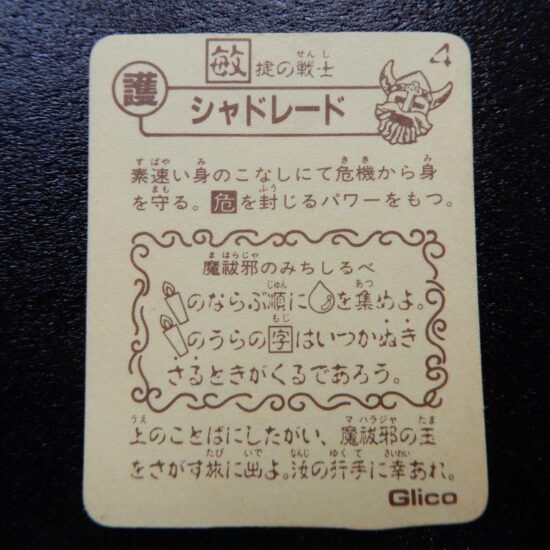 4
敏 掟の戦士
護 シャドレード
素速い身のこなしにて危機から身
を守る。危を封じるパワーをもつ。
魔祓邪のみちしるべ
のならぶ順にを集めよ。
のうらの字はいつかぬき
さるときがくるであろう。
上のことばにしたがい、魔祓邪の玉
をさがす旅に出よ。汝の行手に幸あれ。
Glico